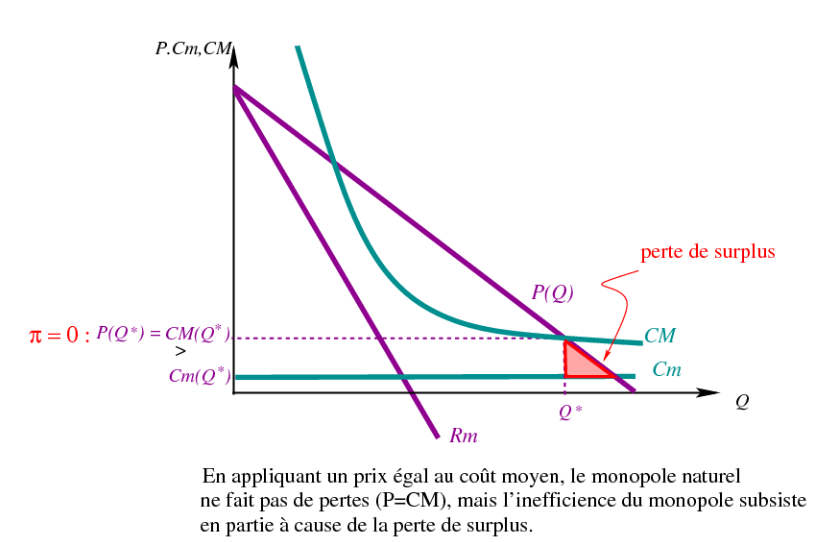 P.Cm,CM
perte de surplus
P(Q)
π = 0 : P(Q*) = CM(Q*)
CM
>
Cm(Q*)
Cm
Q*
Q
Rm
En appliquant un prix égal au coût moyen, le monopole naturel
ne fait pas de pertes (P=CM), mais l'inefficience du monopole subsiste
en partie à cause de la perte de surplus.